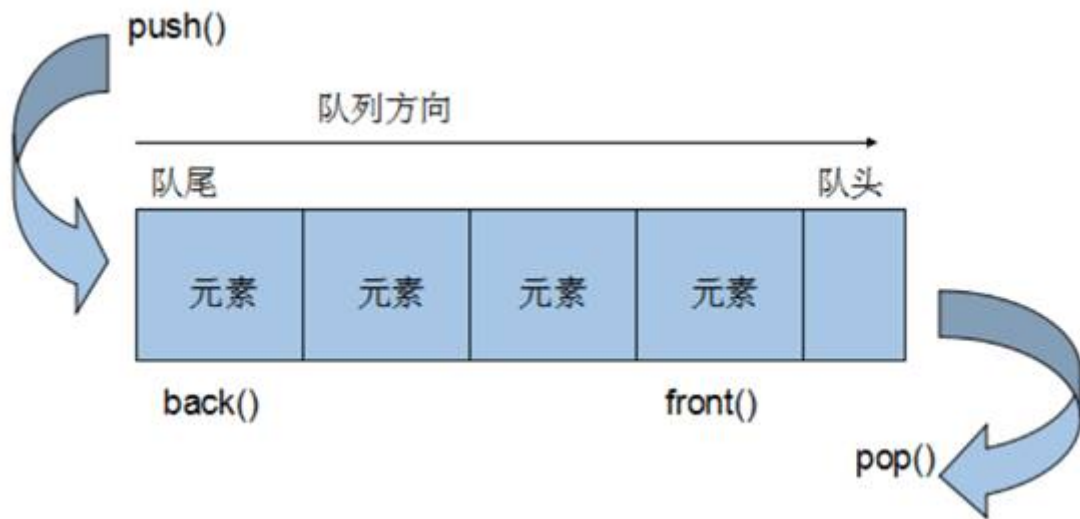 push()
队列方向
队尾 队头
元素 元素 元素 元素
back() front()
pop()